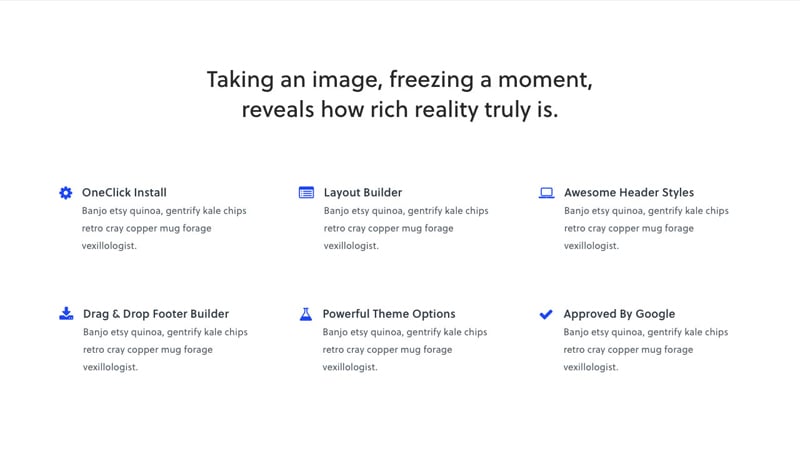 Taking an image, freezing a moment,
reveals how rich reality truly is.
OneClick Install
Banjo etsy quinoa, gentrify kale chips
retro cray copper mug forage
vexillologist.
Layout Builder
Banjo etsy quinoa, gentrify kale chips
retro cray copper mug forage
vexillologist.
Awesome Header Styles
Banjo etsy quinoa, gentrify kale chips
retro cray copper mug forage
vexillologist.
Drag & Drop Footer Builder
Banjo etsy quinoa, gentrify kale chips
retro cray copper mug forage
vexillologist.
Powerful Theme Options
Banjo etsy quinoa, gentrify kale chips
retro cray copper mug forage
vexillologist.
Approved By Google
Banjo etsy quinoa, gentrify kale chips
retro cray copper mug forage
vexillologist.